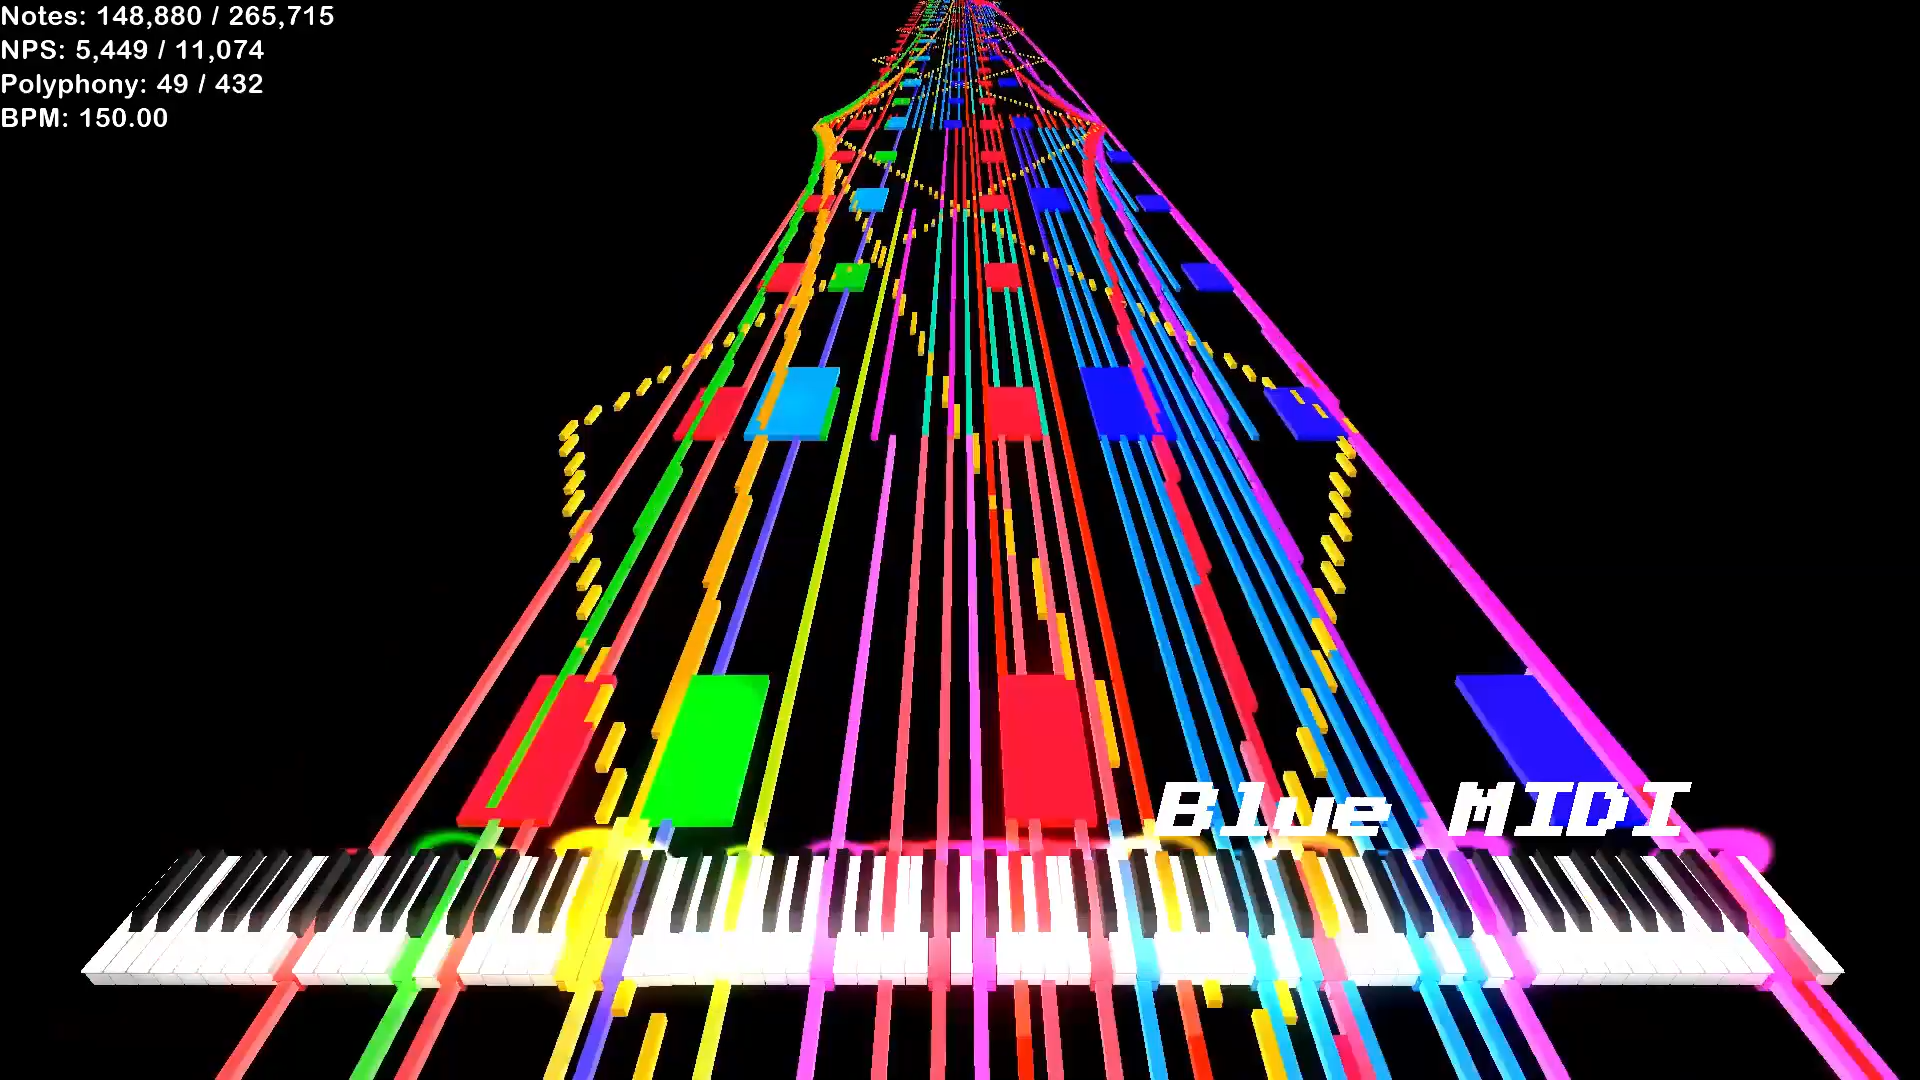 Notes: 148,880 / 265,715
NPS: 5,449 / 11,074
Polyphony: 49 / 432
BPM: 150.00
Blue MIDI